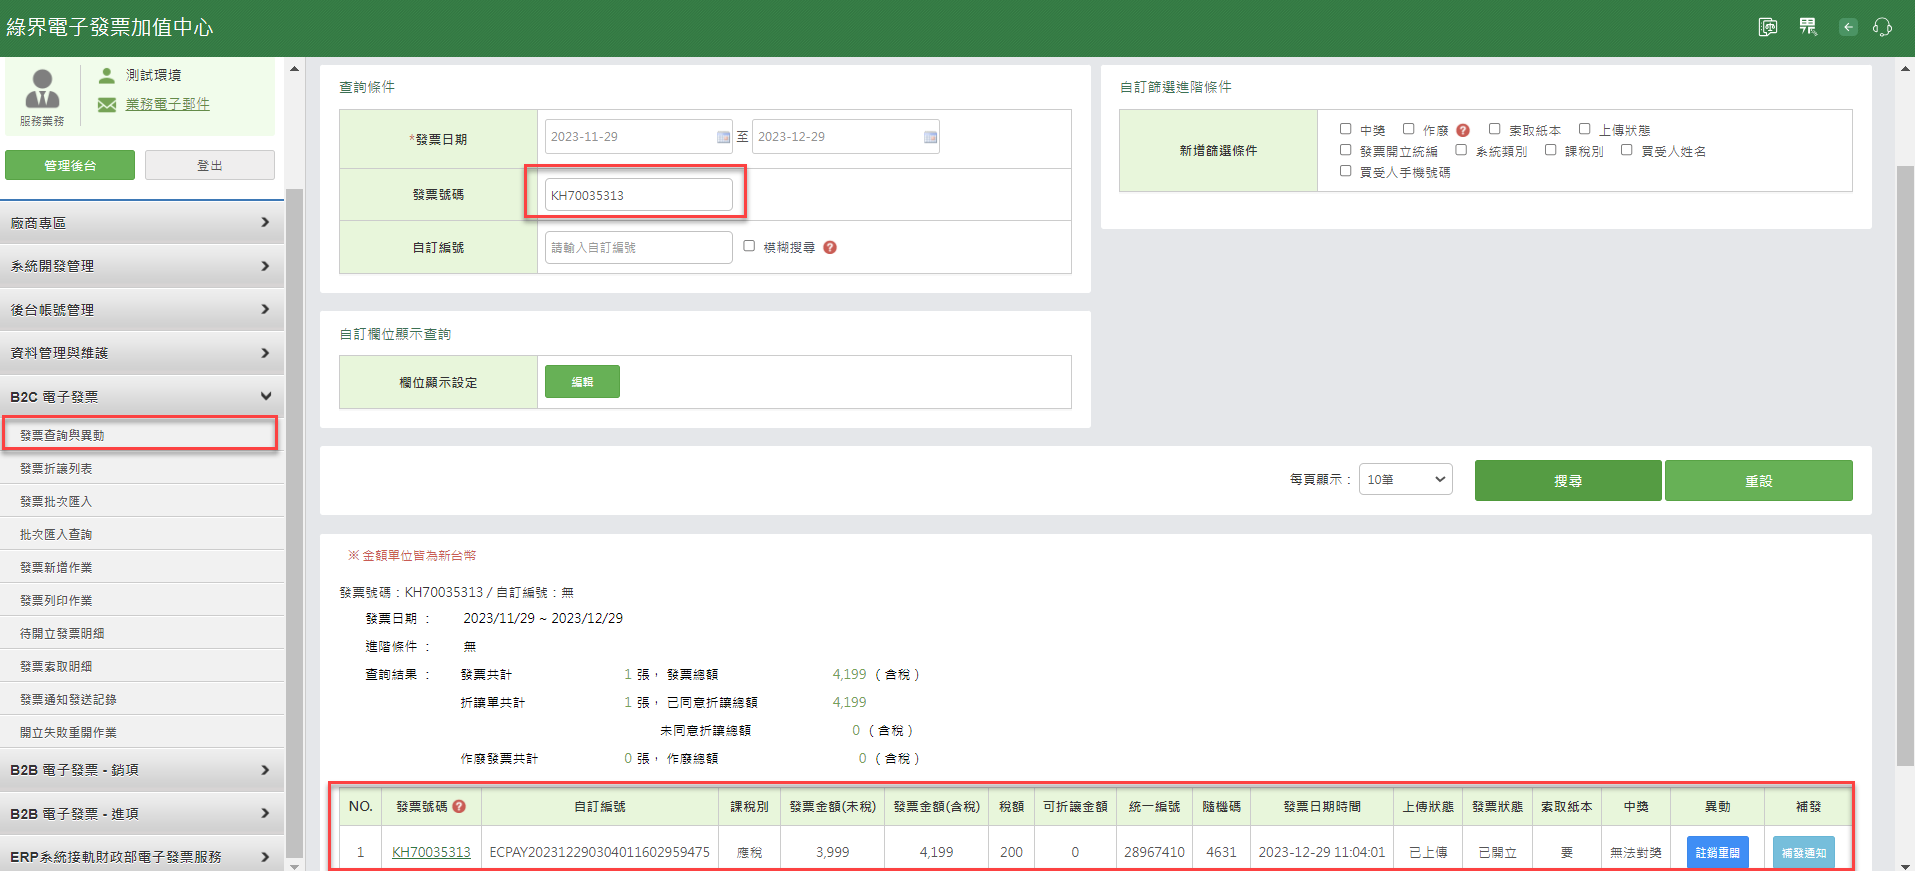 綠界電子發票加值中心
服務業務
測試環境
業務電子郵件
管理後台
登出
廠商專區
系統開發管理
後台帳號管理
資料管理與維護
B2C 電子發票
發票查詢與異動
發票折讓列表
發票批次匯入
批次匯入查詢
發票新增作業
發票列印作業
待開立發票明細
發票索取明細
發票通知發送記錄
開立失敗重開作業
B2B 電子發票 - 銷項
B2B 電子發票 - 進項
ERP系統接軌財政部電子發票服務
查詢條件
*發票日期
2023-11-29 至 2023-12-29
發票號碼
KH70035313
自訂編號
請輸入自訂編號 模糊搜尋 ?
自訂篩選進階條件
新增篩選條件
中獎 作廢 ? 索取紙本 上傳狀態
發票開立統編 系統類別 課稅別 買受人姓名
買受人手機號碼
自訂欄位顯示查詢
欄位顯示設定
編輯
每頁顯示： 10筆 搜尋 重設
※ 金額單位皆為新台幣
發票號碼：KH70035313 / 自訂編號：無
發票日期 ： 2023/11/29 ~ 2023/12/29
進階條件 ： 無
查詢結果 ： 發票共計 1 張， 發票總額 4,199 （含稅）
折讓單共計 1 張， 已同意折讓總額 4,199
未同意折讓總額 0 （含稅）
作廢發票共計 0 張， 作廢總額 0 （含稅）
NO. 發票號碼 ? 自訂編號 課稅別 發票金額(未稅) 發票金額(含稅) 稅額 可折讓金額 統一編號 隨機碼 發票日期時間 上傳狀態 發票狀態 索取紙本 中獎 異動 補發
1 KH70035313 ECPAY202312290304011602959475 應稅 3,999 4,199 200 0 28967410 4631 2023-12-29 11:04:01 已上傳 已開立 要 無法對獎 註銷重開 補發通知